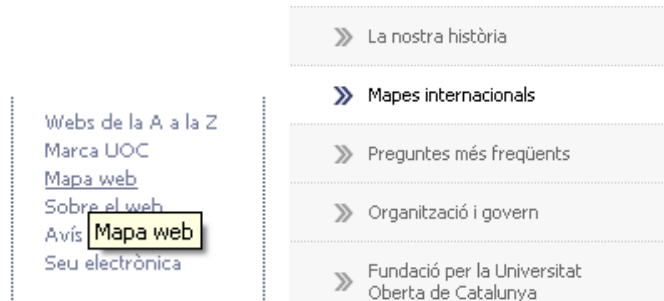 Webs de la A a la Z
Marca UOC
Mapa web
Sobre el web
Avís
Mapa web
Seu electrònica
La nostra història
Mapes internacionals
Preguntes més freqüents
Organització i govern
Fundació per la Universitat
Oberta de Catalunya